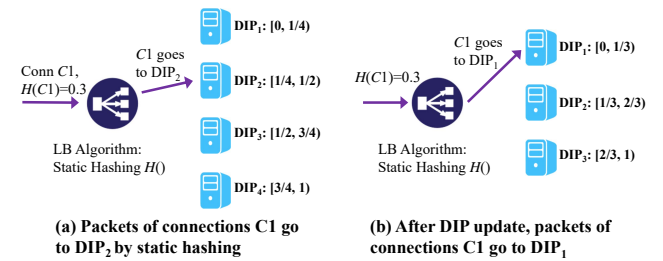 Conn C1,
H(C1)=0.3
C1 goes
to DIP₂
LB Algorithm:
Static Hashing H()
DIP₁: [0, 1/4)
DIP₂: [1/4, 1/2)
DIP₃: [1/2, 3/4)
DIP₄: [3/4, 1)
(a) Packets of connections C1 go
to DIP₂ by static hashing
H(C1)=0.3
C1 goes
to DIP₁
LB Algorithm:
Static Hashing H()
DIP₁: [0, 1/3)
DIP₂: [1/3, 2/3)
DIP₃: [2/3, 1)
(b) After DIP update, packets of
connections C1 go to DIP₁